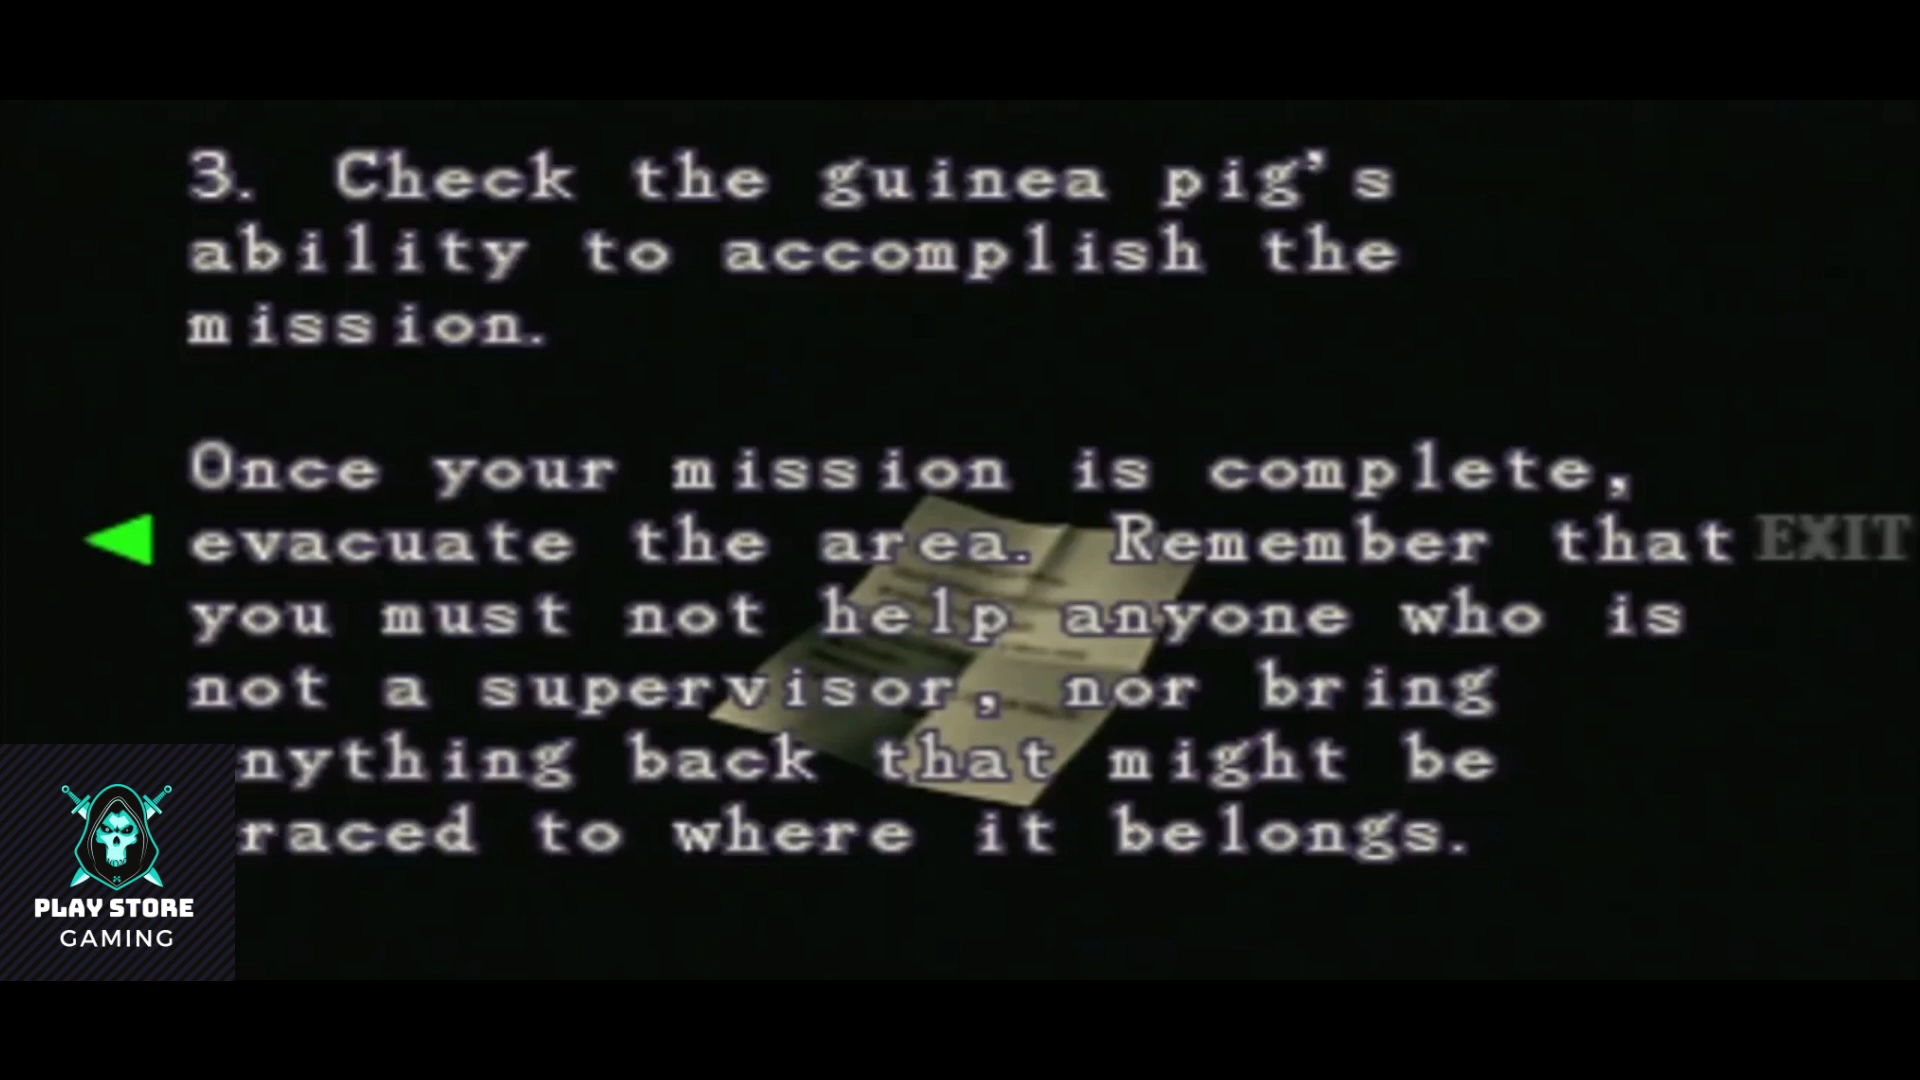 3. Check the guinea pig's
ability to accomplish the
mission.
Once your mission is complete,
evacuate the area. Remember that
EXIT
you must not help anyone who is
not a supervisor, nor bring
nything back that might be
raced to where it belongs.
PLAY STORE
GAMING